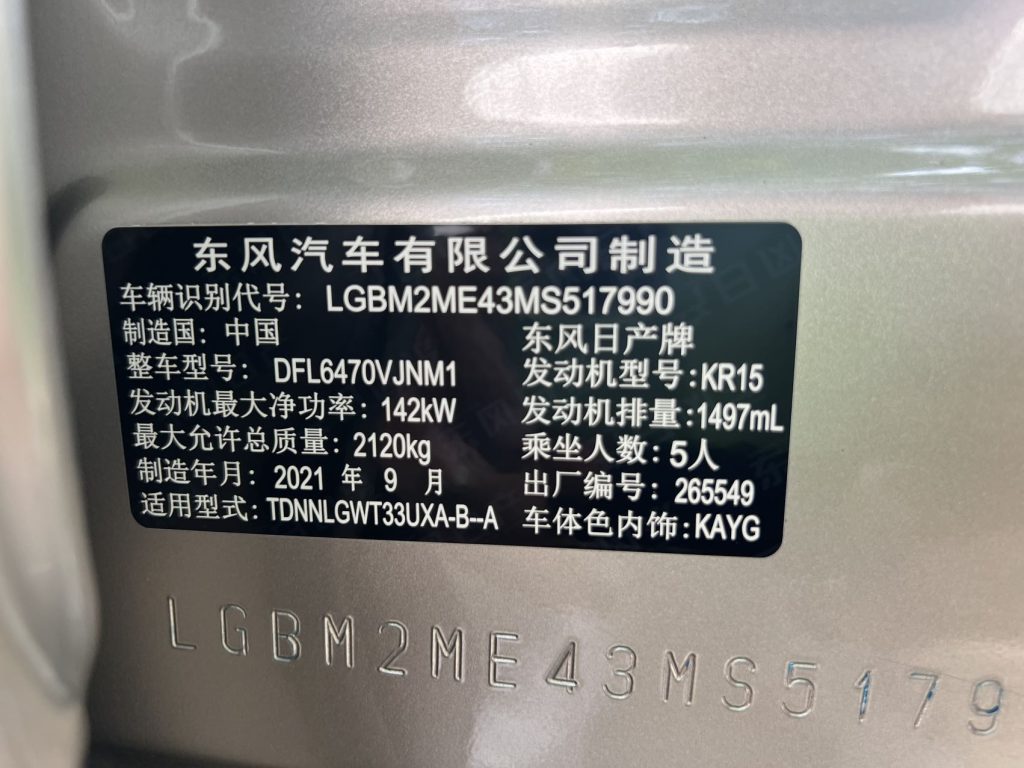 东风汽车有限公司制造
车辆识别代号: LGBM2ME43MS517990
制造国: 中国 东风日产牌
整车型号: DFL6470VJNM1 发动机型号:KR15
发动机最大净功率: 142kW 发动机排量:1497mL
最大允许总质量: 2120kg 乘坐人数: 5人
制造年月: 2021 年 9 月 出厂编号: 265549
适用型式: TDNNLGWT33UXA-B--A 车体色内饰:KAYG
LGBM2ME43MS5179